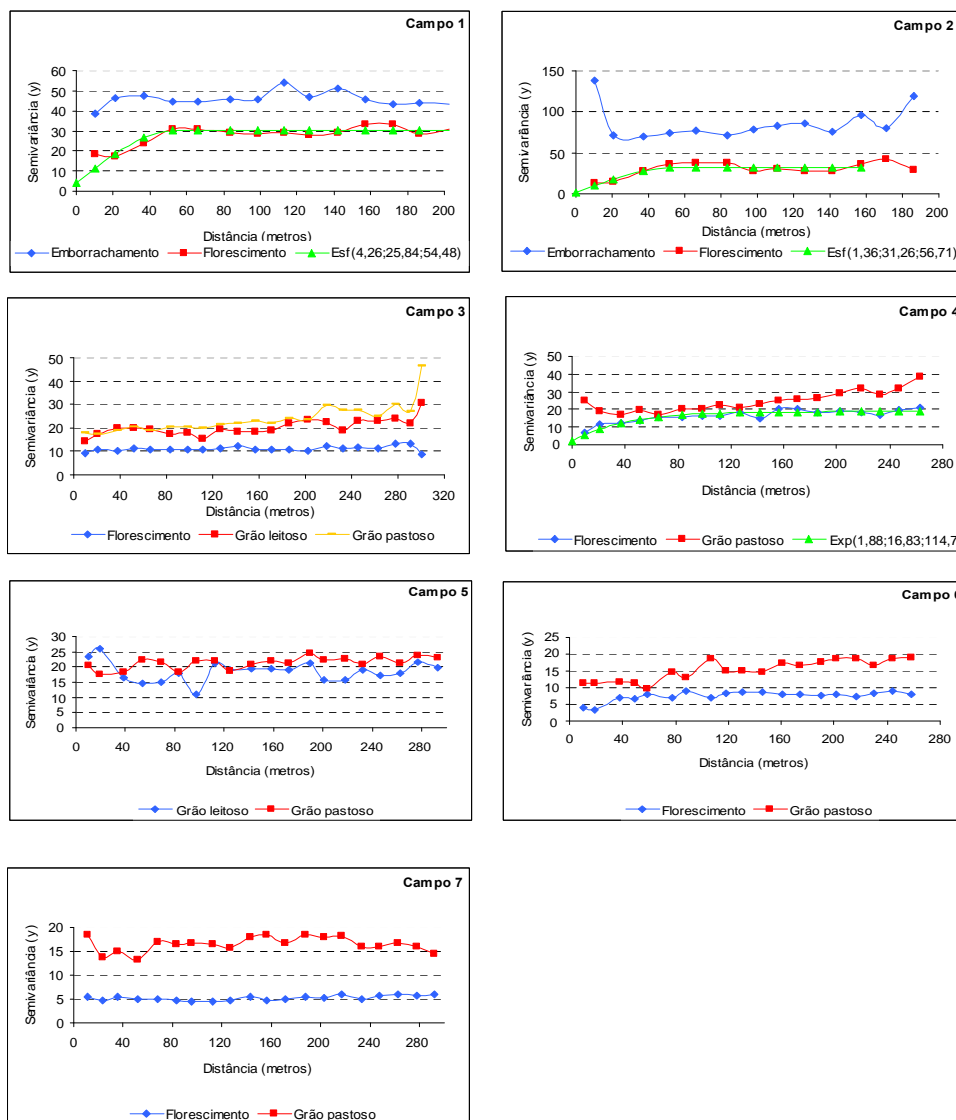 Campo 1
Semivariância (y)
60
50
40
30
20
10
0
0 20 40 60 80 100 120 140 160 180 200
Distância (metros)
Emborrachamento Florescimento Esf(4,26;25,84;54,48)
Campo 2
Semivariância (y)
150
100
50
0
0 20 40 60 80 100 120 140 160 180 200
Distância (metros)
Emborrachamento Florescimento Esf(1,36;31,26;56,71)
Campo 3
Semivariância (y)
50
40
30
20
10
0
0 40 80 120 160 200 240 280 320
Distância (metros)
Florescimento Grão leitoso Grão pastoso
Campo 4
Semivariância (y)
50
40
30
20
10
0
0 40 80 120 160 200 240 280
Distância (metros)
Florescimento Grão pastoso Exp(1,88;16,83;114,7
Campo 5
Semivariância (y)
30
25
20
15
10
5
0
0 40 80 120 160 200 240 280
Distância (metros)
Grão leitoso Grão pastoso
Campo 6
Semivariância (y)
25
20
15
10
5
0
0 40 80 120 160 200 240 280
Distância (metros)
Florescimento Grão pastoso
Campo 7
Semivariância (y)
20
15
10
5
0
0 40 80 120 160 200 240 280
Distância (metros)
Florescimento Grão pastoso